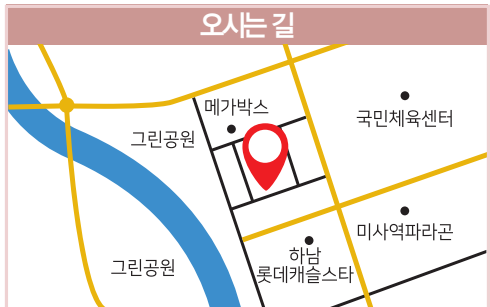 오시는 길
메가박스
국민체육센터
그린공원
미사역파라곤
하남
롯데캐슬스타
그린공원